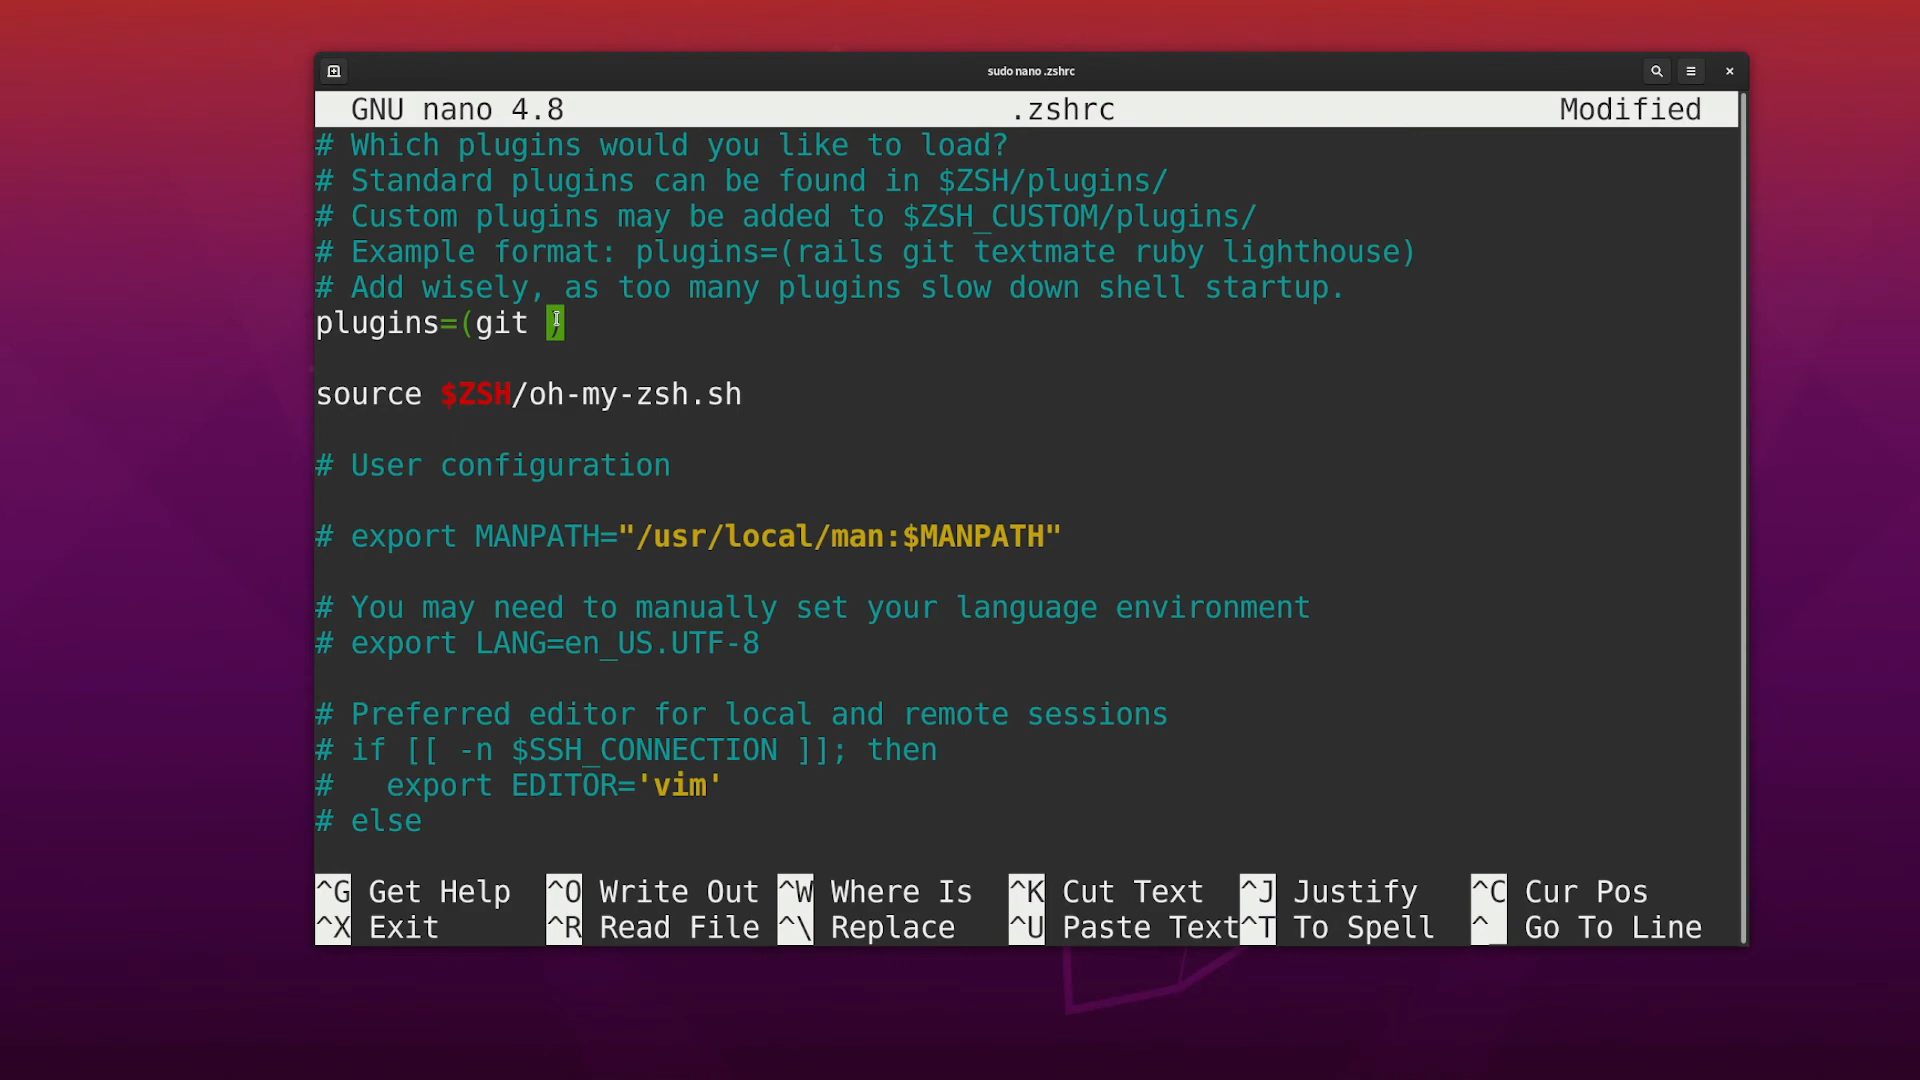 sudo nano .zshrc
GNU nano 4.8 .zshrc Modified
# Which plugins would you like to load?
# Standard plugins can be found in $ZSH/plugins/
# Custom plugins may be added to $ZSH_CUSTOM/plugins/
# Example format: plugins=(rails git textmate ruby lighthouse)
# Add wisely, as too many plugins slow down shell startup.
plugins=(git )
source $ZSH/oh-my-zsh.sh
# User configuration
# export MANPATH="/usr/local/man:$MANPATH"
# You may need to manually set your language environment
# export LANG=en_US.UTF-8
# Preferred editor for local and remote sessions
# if [[ -n $SSH_CONNECTION ]]; then
#   export EDITOR='vim'
# else
^G Get Help ^O Write Out ^W Where Is ^K Cut Text ^J Justify ^C Cur Pos
^X Exit ^R Read File ^\ Replace ^U Paste Text ^T To Spell ^_ Go To Line